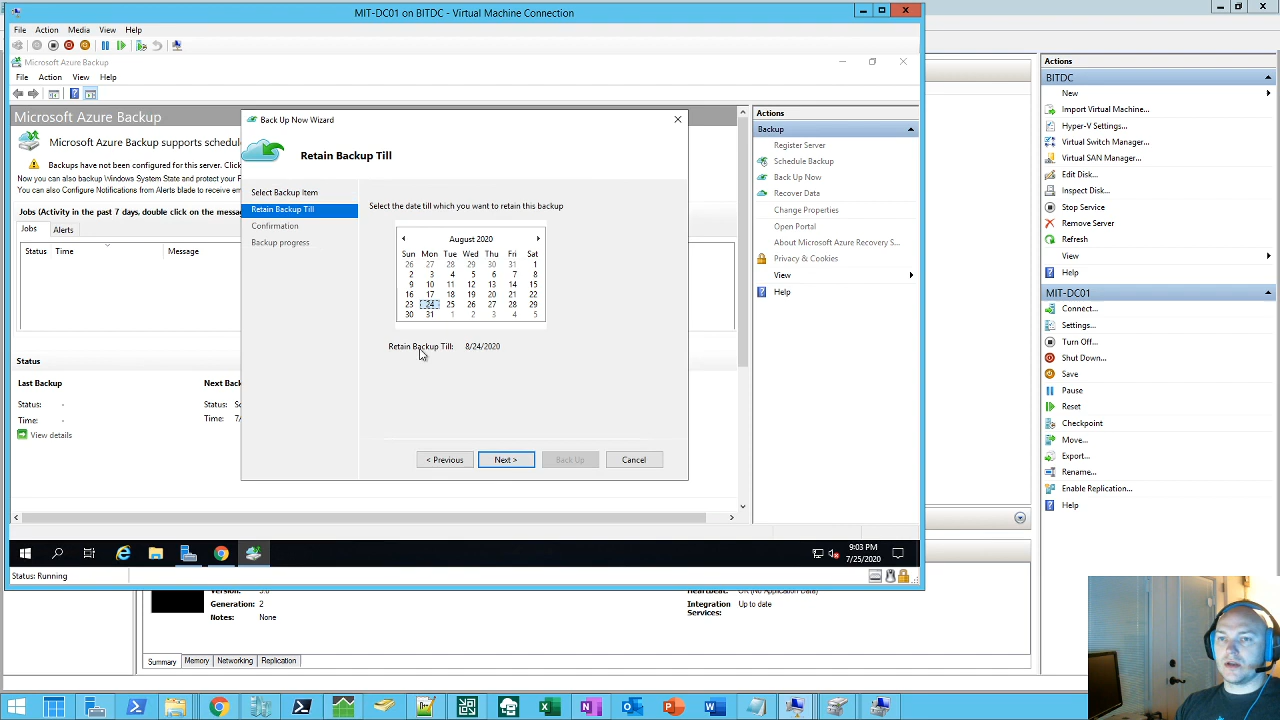 MIT-DC01 on BITDC - Virtual Machine Connection
File Action Media View Help
Microsoft Azure Backup
File Action View Help
Microsoft Azure Backup
Microsoft Azure Backup supports schedu
Backups have not been configured for this server. Click
Now you can also backup Windows System State and protect your P
You can also Configure Notifications from Alerts blade to receive em
Jobs (Activity in the past 7 days, double click on the messag
Jobs Alerts
Status Time Message
Status
Last Backup Next Back
Status: - Status: Sc
Time: - Time: 7/
View details
Back Up Now Wizard
Retain Backup Till
Select Backup Item
Retain Backup Till
Confirmation
Backup progress
Select the date till which you want to retain this backup
August 2020
Sun Mon Tue Wed Thu Fri Sat
26 27 28 29 30 31 1
2 3 4 5 6 7 8
9 10 11 12 13 14 15
16 17 18 19 20 21 22
23 24 25 26 27 28 29
30 31 1 2 3 4 5
Retain Backup Till: 8/24/2020
< Previous Next > Back Up Cancel
Actions
Backup
Register Server
Schedule Backup
Back Up Now
Recover Data
Change Properties
Open Portal
About Microsoft Azure Recovery S...
Privacy & Cookies
View
Help
9:03 PM
7/25/2020
Status: Running
Generation: 2
Notes: None
Integration Up to date
Services:
Summary Memory Networking Replication
Actions
BITDC
New
Import Virtual Machine...
Hyper-V Settings...
Virtual Switch Manager...
Virtual SAN Manager...
Edit Disk...
Inspect Disk...
Stop Service
Remove Server
Refresh
View
Help
MIT-DC01
Connect...
Settings...
Turn Off...
Shut Down...
Save
Pause
Reset
Checkpoint
Move...
Export...
Rename...
Enable Replication...
Help